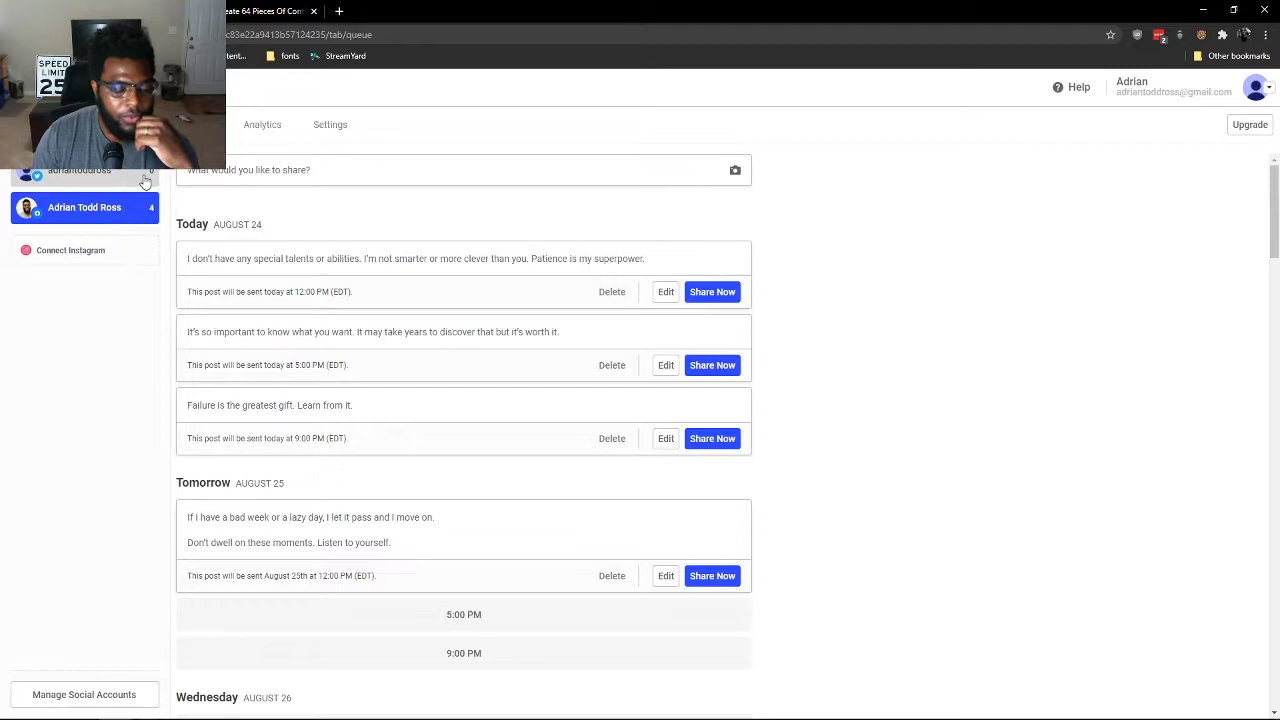 eate 64 Pieces Of Cont
c83e22a9413b57124235/tab/queue
tent...
fonts
StreamYard
Other bookmarks
SPEED
LIMIT
25
Help
Adrian
adriantoddross@gmail.com
Analytics
Settings
Upgrade
adriantoddross
0
What would you like to share?
Adrian Todd Ross
4
Connect Instagram
Today AUGUST 24
I don't have any special talents or abilities. I'm not smarter or more clever than you. Patience is my superpower.
This post will be sent today at 12:00 PM (EDT).
Delete
Edit
Share Now
It's so important to know what you want. It may take years to discover that but it's worth it.
This post will be sent today at 5:00 PM (EDT).
Delete
Edit
Share Now
Failure is the greatest gift. Learn from it.
This post will be sent today at 9:00 PM (EDT).
Delete
Edit
Share Now
Tomorrow AUGUST 25
If I have a bad week or a lazy day, I let it pass and I move on.
Don't dwell on these moments. Listen to yourself.
This post will be sent August 25th at 12:00 PM (EDT).
Delete
Edit
Share Now
5:00 PM
9:00 PM
Manage Social Accounts
Wednesday AUGUST 26